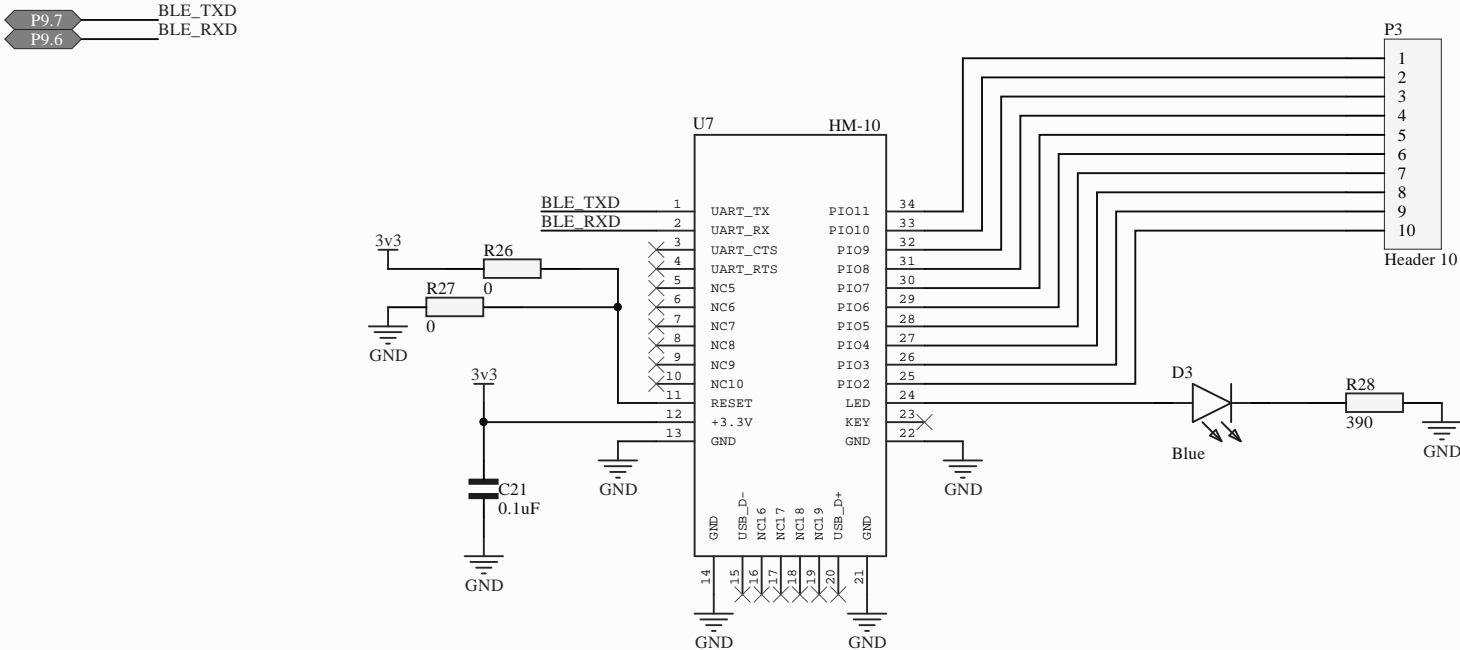 P9.7 BLE_TXD
P9.6 BLE_RXD
P3
1
2
3
4
5
6
7
8
9
10
Header 10
U7 HM-10
BLE_TXD 1 UART_TX PIO11 34
BLE_RXD 2 UART_RX PIO10 33
3 UART_CTS PIO9 32
4 UART_RTS PIO8 31
5 NC5 PIO7 30
6 NC6 PIO6 29
7 NC7 PIO5 28
8 NC8 PIO4 27
9 NC9 PIO3 26
10 NC10 PIO2 25
11 RESET LED 24
12 +3.3V KEY 23
13 GND GND 22
3v3
R26
0
R27
0
GND
3v3
C21
0.1uF
GND
GND
GND
D3
Blue
R28
390
GND
GND USB_D- NC16 NC17 NC18 NC19 USB_D+ GND
14 15 16 17 18 19 20 21
GND GND